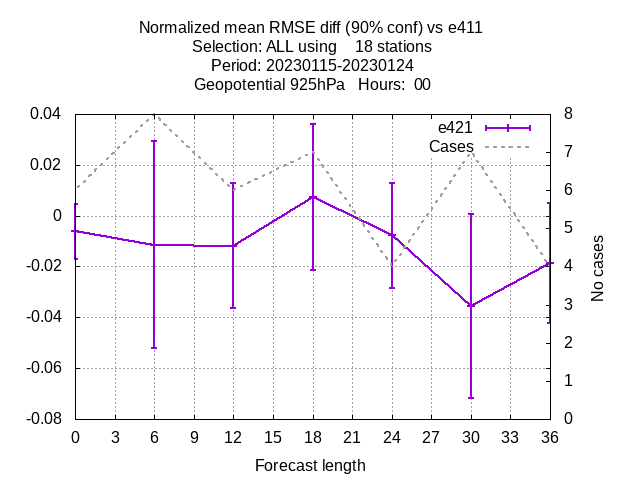 Normalized mean RMSE diff (90% conf) vs e411
Selection: ALL using    18 stations
Period: 20230115-20230124
Geopotential 925hPa   Hours:  00
e421
Cases
0.04
0.02
0
-0.02
-0.04
-0.06
-0.08
8
7
6
5
4
3
2
1
0
No cases
0 3 6 9 12 15 18 21 24 27 30 33 36
Forecast length